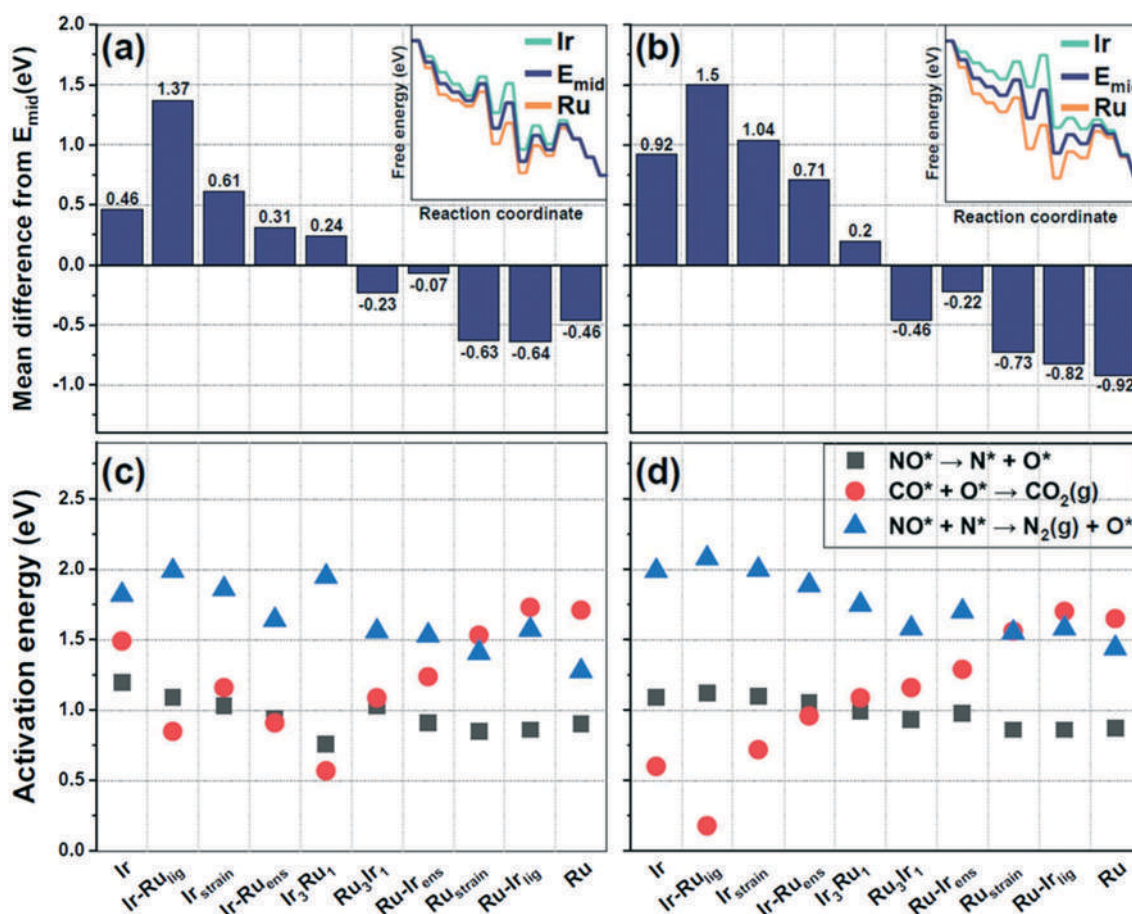 Mean difference from E_mid(eV)
2.0
1.5
1.0
0.5
0.0
-0.5
-1.0
(a)
0.46
1.37
0.61
0.31
0.24
-0.23
-0.07
-0.63
-0.64
-0.46
Free energy (eV)
Ir
E_mid
Ru
Reaction coordinate
(b)
0.92
1.5
1.04
0.71
0.2
-0.46
-0.22
-0.73
-0.82
-0.92
Free energy (eV)
Ir
E_mid
Ru
Reaction coordinate
Activation energy (eV)
2.5
2.0
1.5
1.0
0.5
0.0
(c)
(d)
NO* → N* + O*
CO* + O* → CO₂(g)
NO* + N* → N₂(g) + O*
Ir
Ir-Ru_lig
Ir_strain
Ir-Ru_ens
Ir₃Ru₁
Ru₃Ir₁
Ru-Ir_ens
Ru_strain
Ru-Ir_lig
Ru
Ir
Ir-Ru_lig
Ir_strain
Ir-Ru_ens
Ir₃Ru₁
Ru₃Ir₁
Ru-Ir_ens
Ru_strain
Ru-Ir_lig
Ru